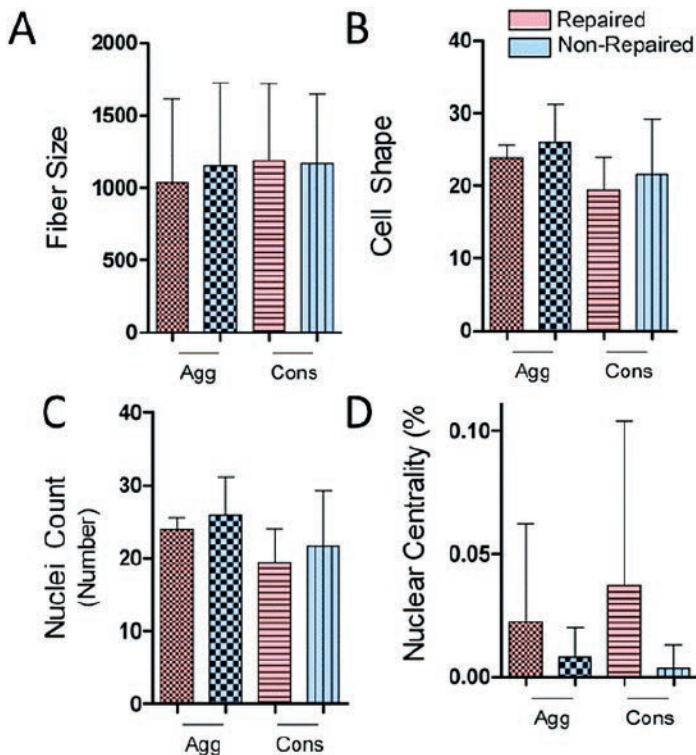 A
Fiber Size
2000
1500
1000
500
0
Agg Cons
B
Repaired
Non-Repaired
Cell Shape
40
30
20
10
0
Agg Cons
C
Nuclei Count
(Number)
40
30
20
10
0
Agg Cons
D
Nuclear Centrality (%
0.10
0.05
0.00
Agg Cons